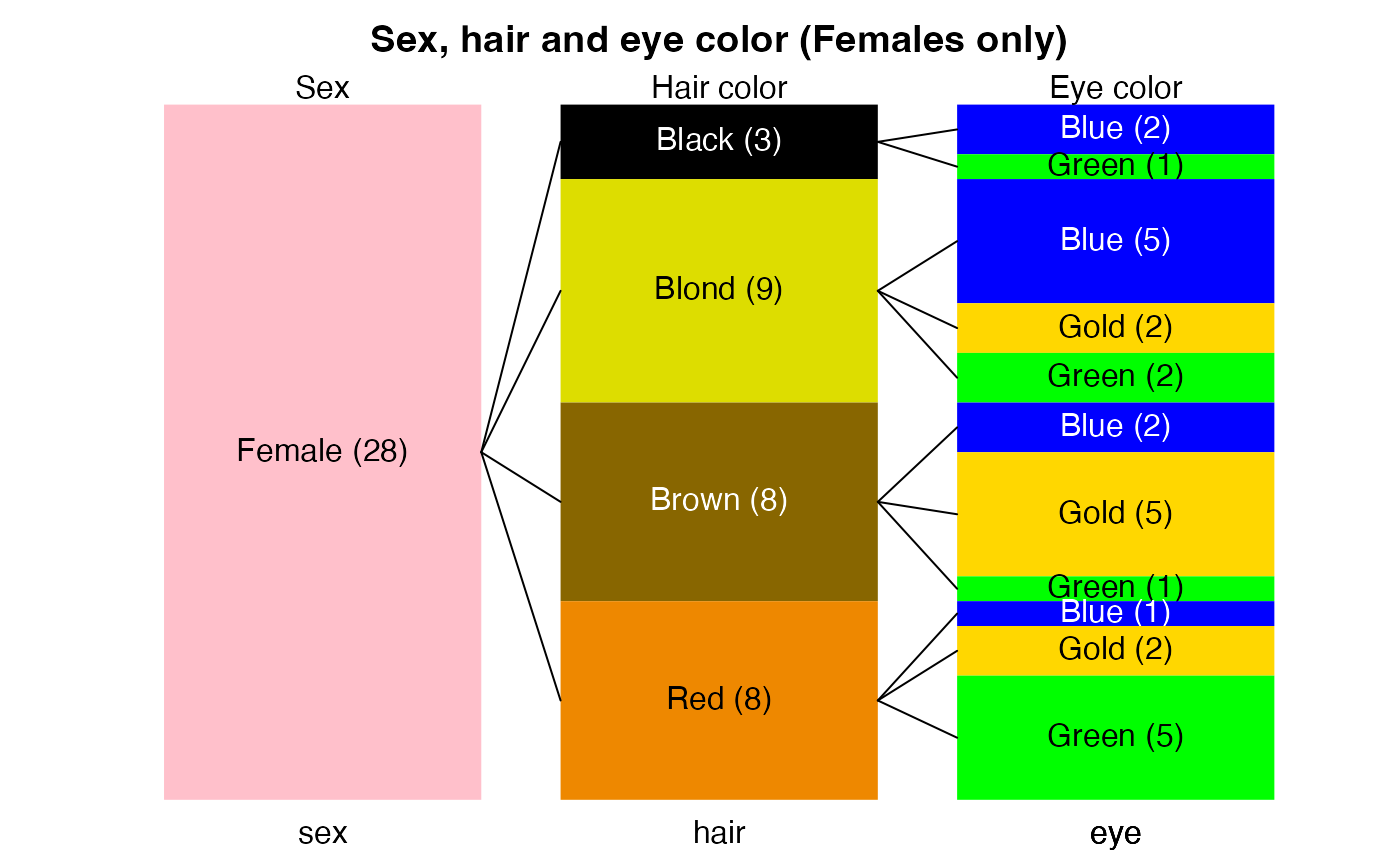 Sex, hair and eye color (Females only)
Sex
Hair color
Eye color
Female (28)
Black (3)
Blond (9)
Brown (8)
Red (8)
Blue (2)
Green (1)
Blue (5)
Gold (2)
Green (2)
Blue (2)
Gold (5)
Green (1)
Blue (1)
Gold (2)
Green (5)
sex
hair
eye